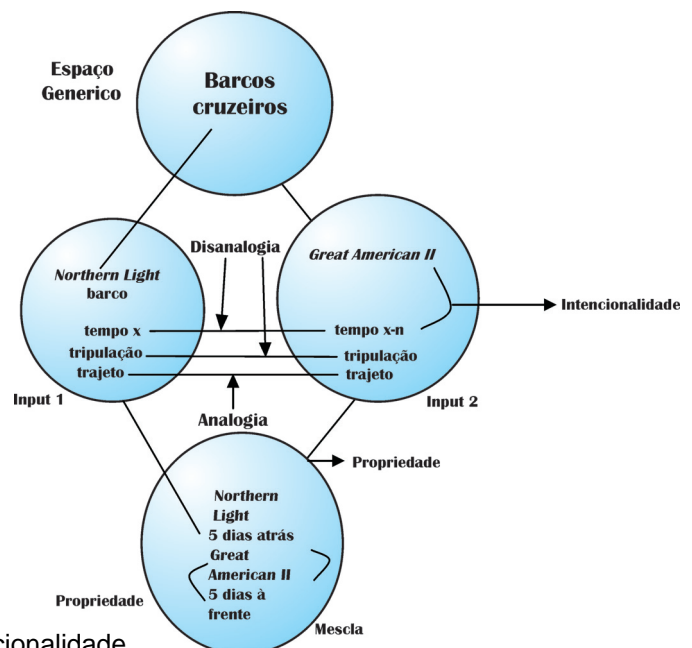 Espaço
Generico
Barcos
cruzeiros
Disanalogia
Northern Light
barco
Great American II
Intencionalidade
tempo x
tempo x-n
tripulação
tripulação
trajeto
trajeto
Input 1
Input 2
Analogia
Propriedade
Northern
Light
5 dias atrás
Great
American II
5 dias à
frente
Propriedade
Mescla
cionalidade